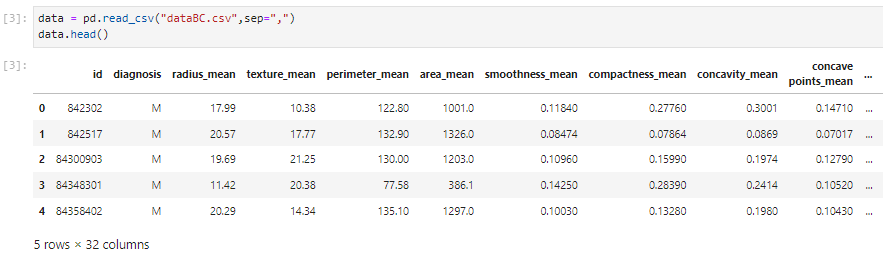 [3]: data = pd.read_csv("dataBC.csv",sep=",")
data.head()
[3]:
id diagnosis radius_mean texture_mean perimeter_mean area_mean smoothness_mean compactness_mean concavity_mean concave points_mean ...
0 842302 M 17.99 10.38 122.80 1001.0 0.11840 0.27760 0.3001 0.14710 ...
1 842517 M 20.57 17.77 132.90 1326.0 0.08474 0.07864 0.0869 0.07017 ...
2 84300903 M 19.69 21.25 130.00 1203.0 0.10960 0.15990 0.1974 0.12790 ...
3 84348301 M 11.42 20.38 77.58 386.1 0.14250 0.28390 0.2414 0.10520 ...
4 84358402 M 20.29 14.34 135.10 1297.0 0.10030 0.13280 0.1980 0.10430 ...
5 rows × 32 columns